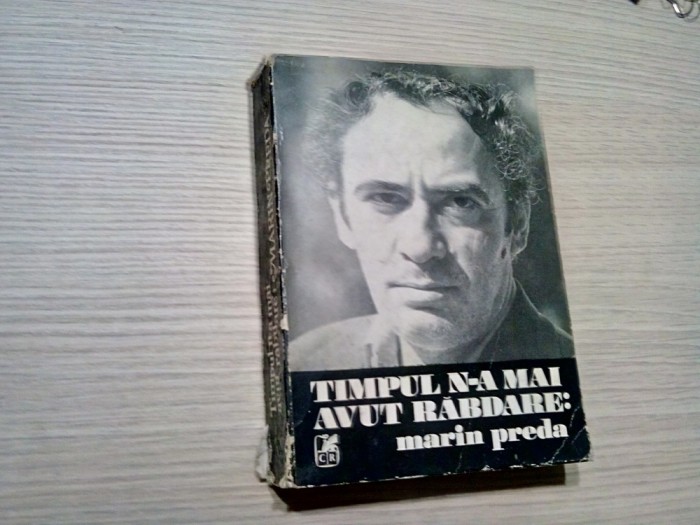 TIMPUL N-A MAI
AVUT RĂBDARE:
marin preda
CR